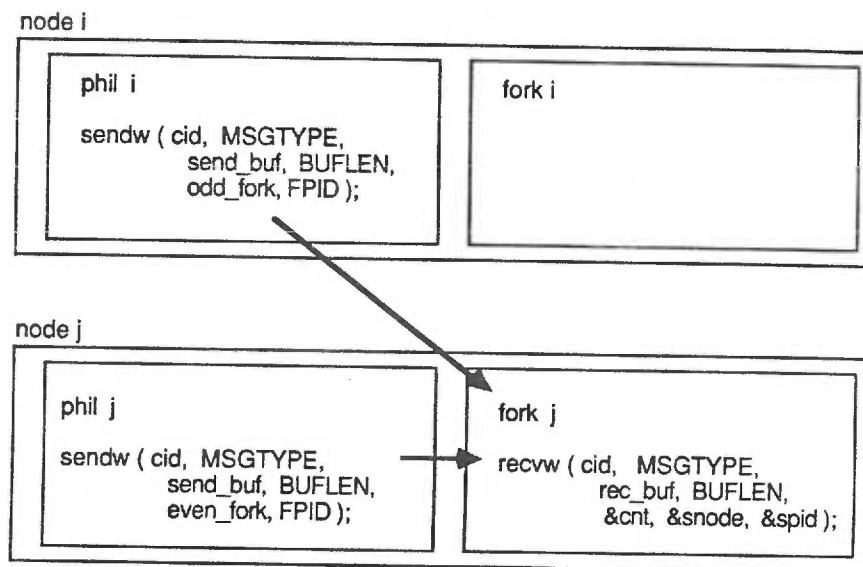 node i
phil i
fork i
sendw ( cid, MSGTYPE,
send_buf, BUFLEN,
odd_fork, FPID );
node j
phil j
fork j
sendw ( cid, MSGTYPE,
send_buf, BUFLEN,
even_fork, FPID );
recvw ( cid, MSGTYPE,
rec_buf, BUFLEN,
&cnt, &snode, &spid );